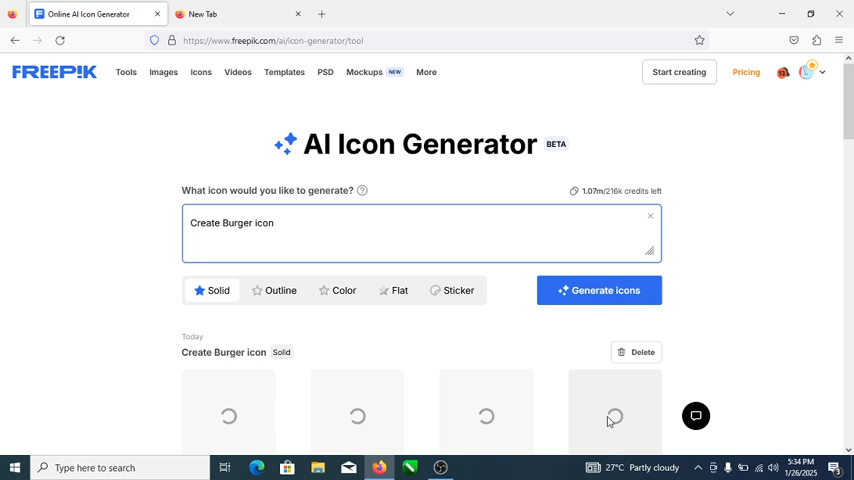 Online AI Icon Generator
New Tab
https://www.freepik.com/ai/icon-generator/tool
FREEPIK Tools Images Icons Videos Templates PSD Mockups NEW More Start creating Pricing 13
AI Icon Generator BETA
What icon would you like to generate? 1.07m/216k credits left
Create Burger icon
Solid Outline Color Flat Sticker Generate icons
Today
Create Burger icon Solid Delete
Type here to search 27°C Partly cloudy 5:34 PM
1/26/2025 3